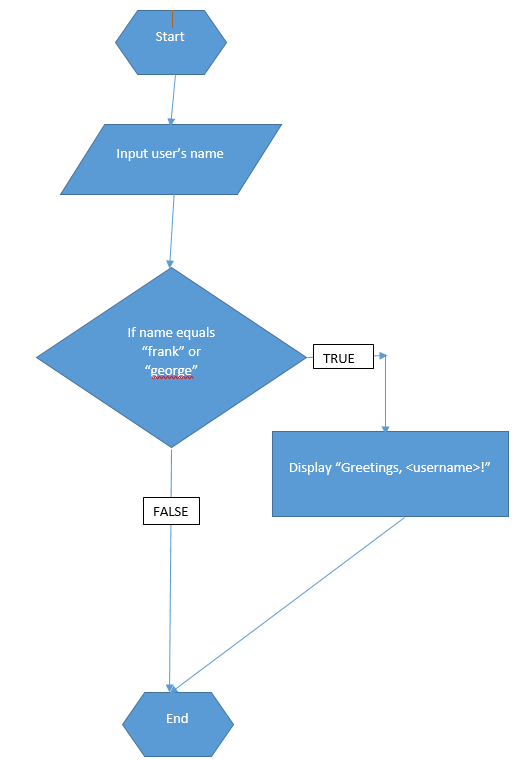 Start
Input user’s name
If name equals
“frank” or
“george”
TRUE
Display “Greetings, <username>!”
FALSE
End